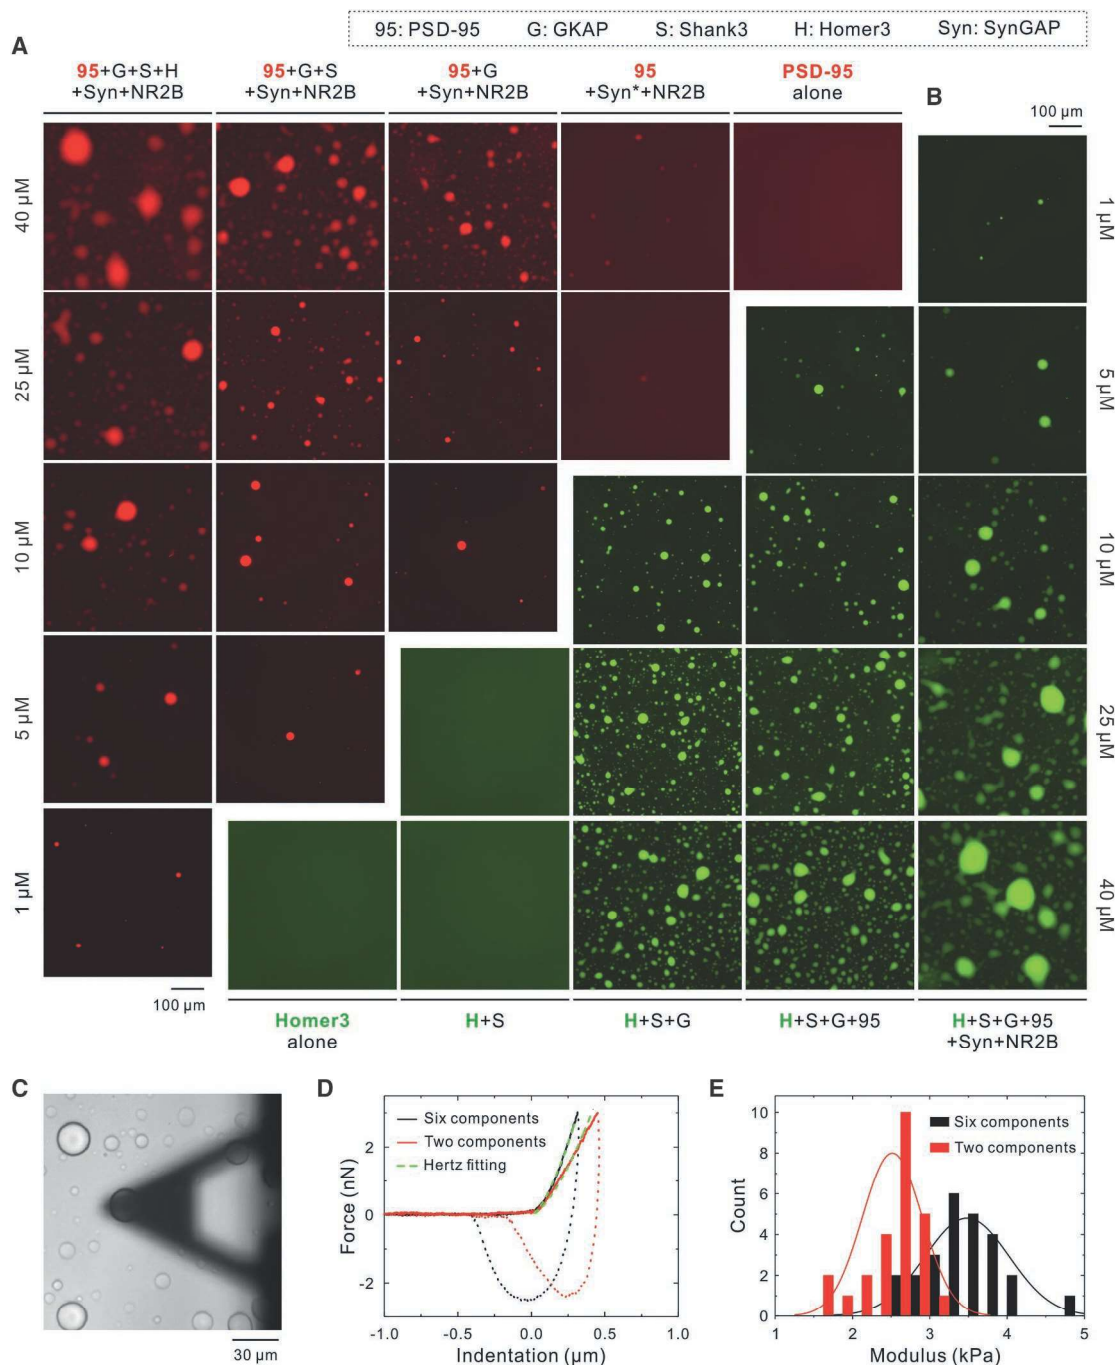 95: PSD-95 G: GKAP S: Shank3 H: Homer3 Syn: SynGAP
A
95+G+S+H
+Syn+NR2B
95+G+S
+Syn+NR2B
95+G
+Syn+NR2B
95
+Syn*+NR2B
PSD-95
alone
B
100 µm
40 µM
25 µM
10 µM
5 µM
1 µM
1 µM
5 µM
10 µM
25 µM
40 µM
100 µm
Homer3
alone
H+S
H+S+G
H+S+G+95
H+S+G+95
+Syn+NR2B
C
30 µm
D
Six components
Two components
Hertz fitting
Force (nN)
2
0
-2
-1.0 -0.5 0.0 0.5 1.0
Indentation (µm)
E
Six components
Two components
Count
10
8
6
4
2
0
1 2 3 4 5
Modulus (kPa)